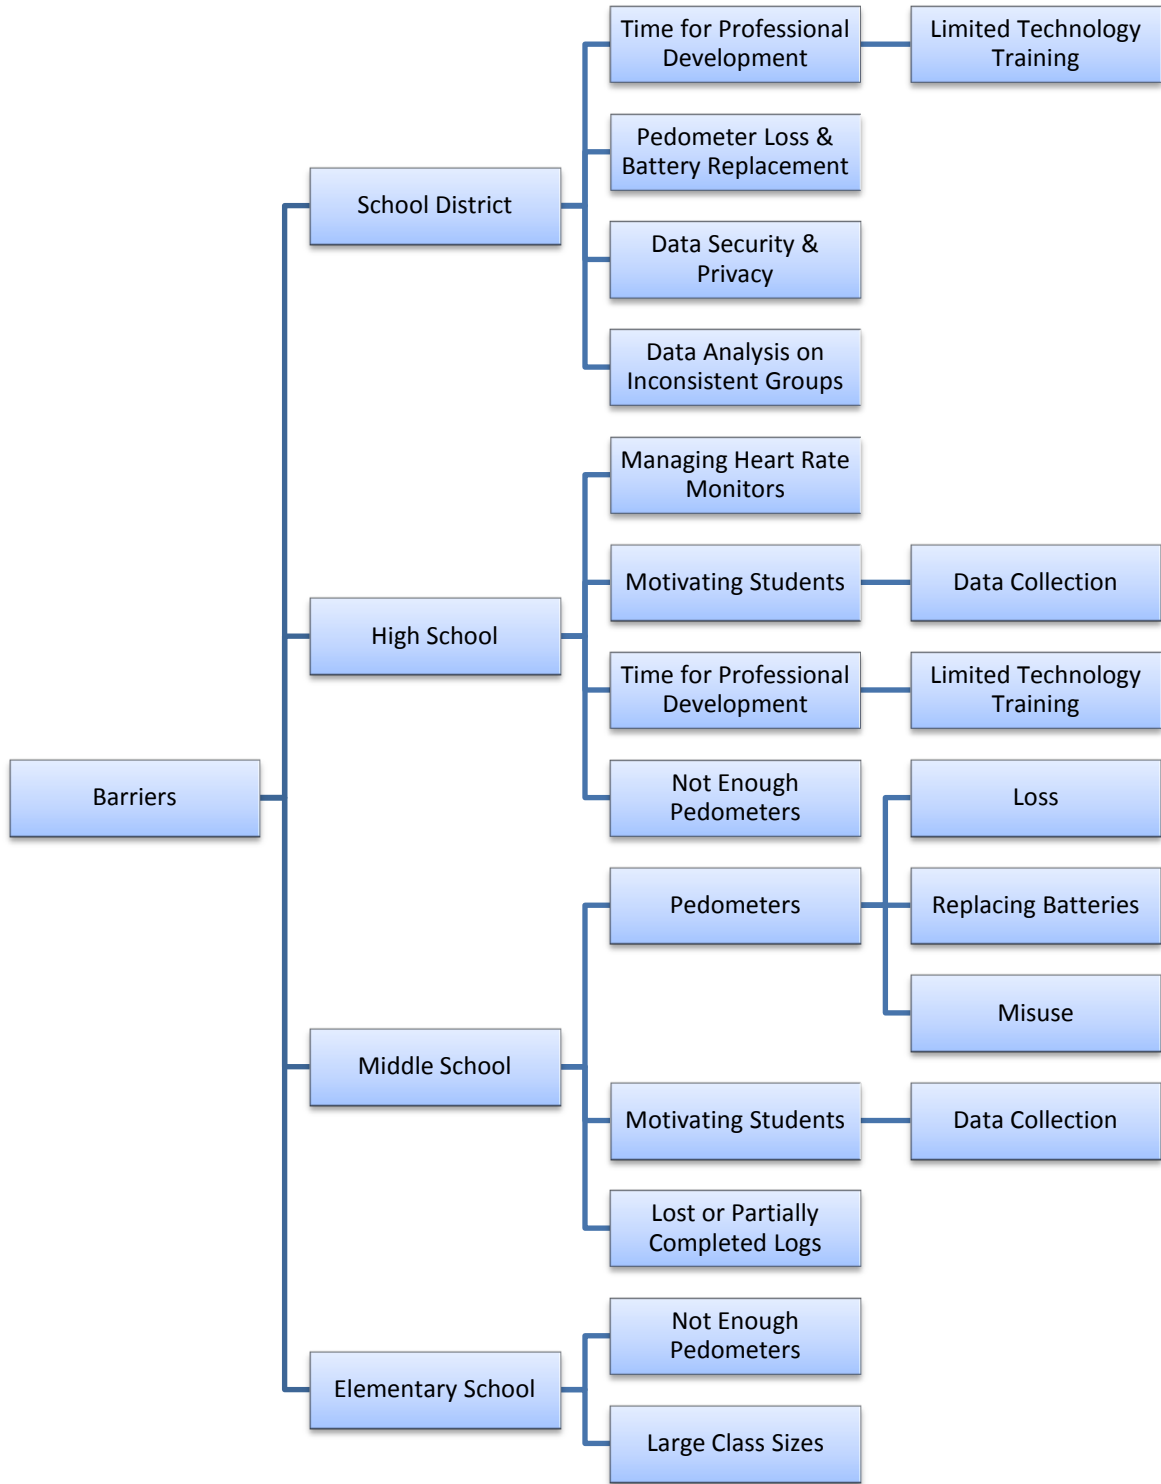 Barriers
School District
Time for Professional
Development
Limited Technology
Training
Pedometer Loss &
Battery Replacement
Data Security &
Privacy
Data Analysis on
Inconsistent Groups
High School
Managing Heart Rate
Monitors
Motivating Students
Data Collection
Time for Professional
Development
Limited Technology
Training
Not Enough
Pedometers
Middle School
Pedometers
Loss
Replacing Batteries
Misuse
Motivating Students
Data Collection
Lost or Partially
Completed Logs
Elementary School
Not Enough
Pedometers
Large Class Sizes